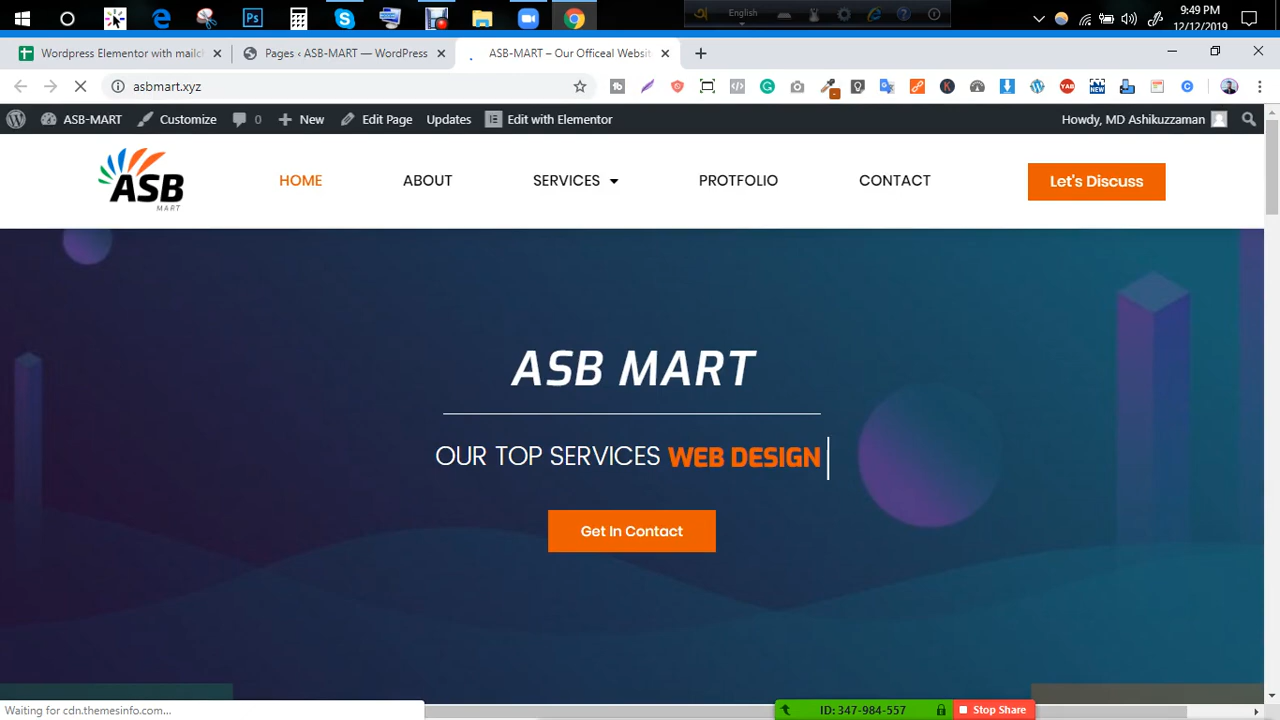 English
9:49 PM
12/12/2019
Wordpress Elementor with mailch
Pages ‹ ASB-MART — WordPress
ASB-MART – Our Officeal Websit
asbmart.xyz
ASB-MART
Customize
0
New
Edit Page
Updates
Edit with Elementor
Howdy, MD Ashikuzzaman
ASB
MART
HOME
ABOUT
SERVICES
PROTFOLIO
CONTACT
Let's Discuss
ASB MART
OUR TOP SERVICES WEB DESIGN
Get In Contact
Waiting for cdn.themesinfo.com...
ID: 347-984-557
Stop Share